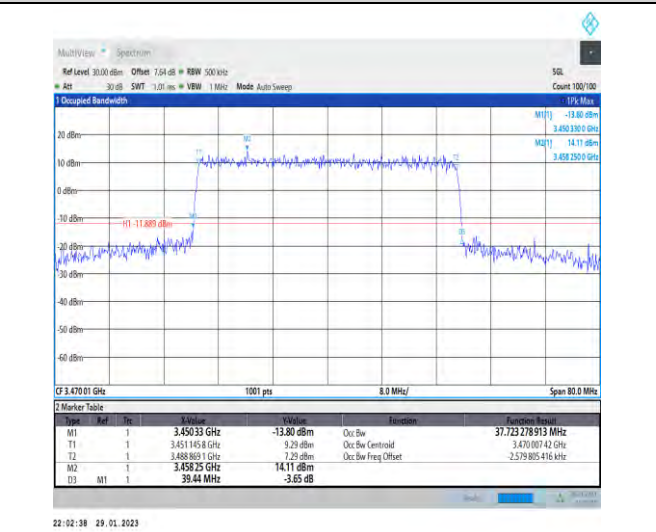 MultiView Spectrum
Ref Level 30.00 dBm Offset 7.64 dB RBW 500 kHz SGL
Att 30 dB SWT 1.01 ms VBW 1 MHz Mode Auto Sweep Count 100/100
1 Occupied Bandwidth 1Pk Max
M1[1] -13.80 dBm
3.450 330 0 GHz
M2[1] 14.11 dBm
3.458 250 0 GHz
20 dBm
M2
T1
T2
10 dBm
0 dBm
-10 dBm
H1 -11.889 dBm
M1
D3
-20 dBm
-30 dBm
-40 dBm
-50 dBm
-60 dBm
CF 3.470 01 GHz 1001 pts 8.0 MHz/ Span 80.0 MHz
2 Marker Table
Type Ref Trc X-Value Y-Value Function Function Result
M1 1 3.450 33 GHz -13.80 dBm Occ Bw 37.723 278 913 MHz
T1 1 3.451 145 8 GHz 9.29 dBm Occ Bw Centroid 3.470 007 42 GHz
T2 1 3.488 869 1 GHz 7.29 dBm Occ Bw Freq Offset -2.579 805 416 kHz
M2 1 3.458 25 GHz 14.11 dBm
D3 M1 1 39.44 MHz -3.65 dB
22:02:38 29.01.2023